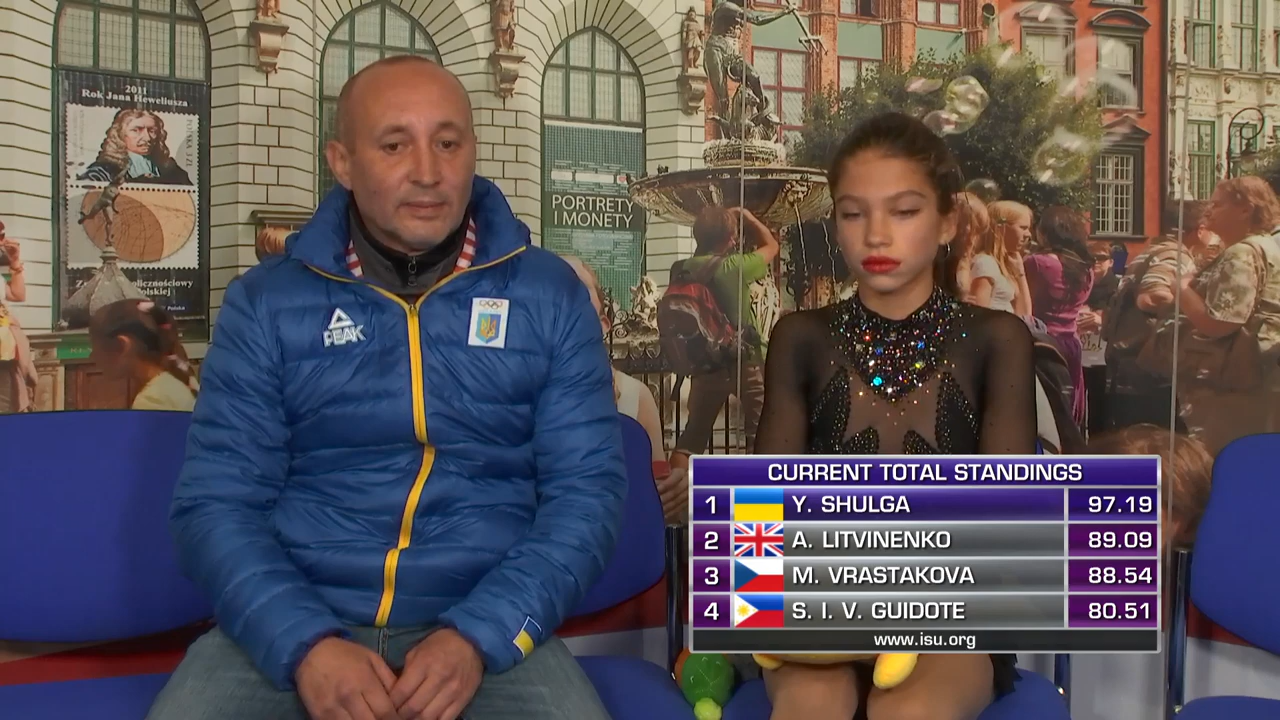 2011
Rok Jana Heweliusza
POLSKA
PORTRETY
I MONETY
PEAK
CURRENT TOTAL STANDINGS
1 Y. SHULGA 97.19
2 A. LITVINENKO 89.09
3 M. VRASTAKOVA 88.54
4 S. I. V. GUIDOTE 80.51
www.isu.org